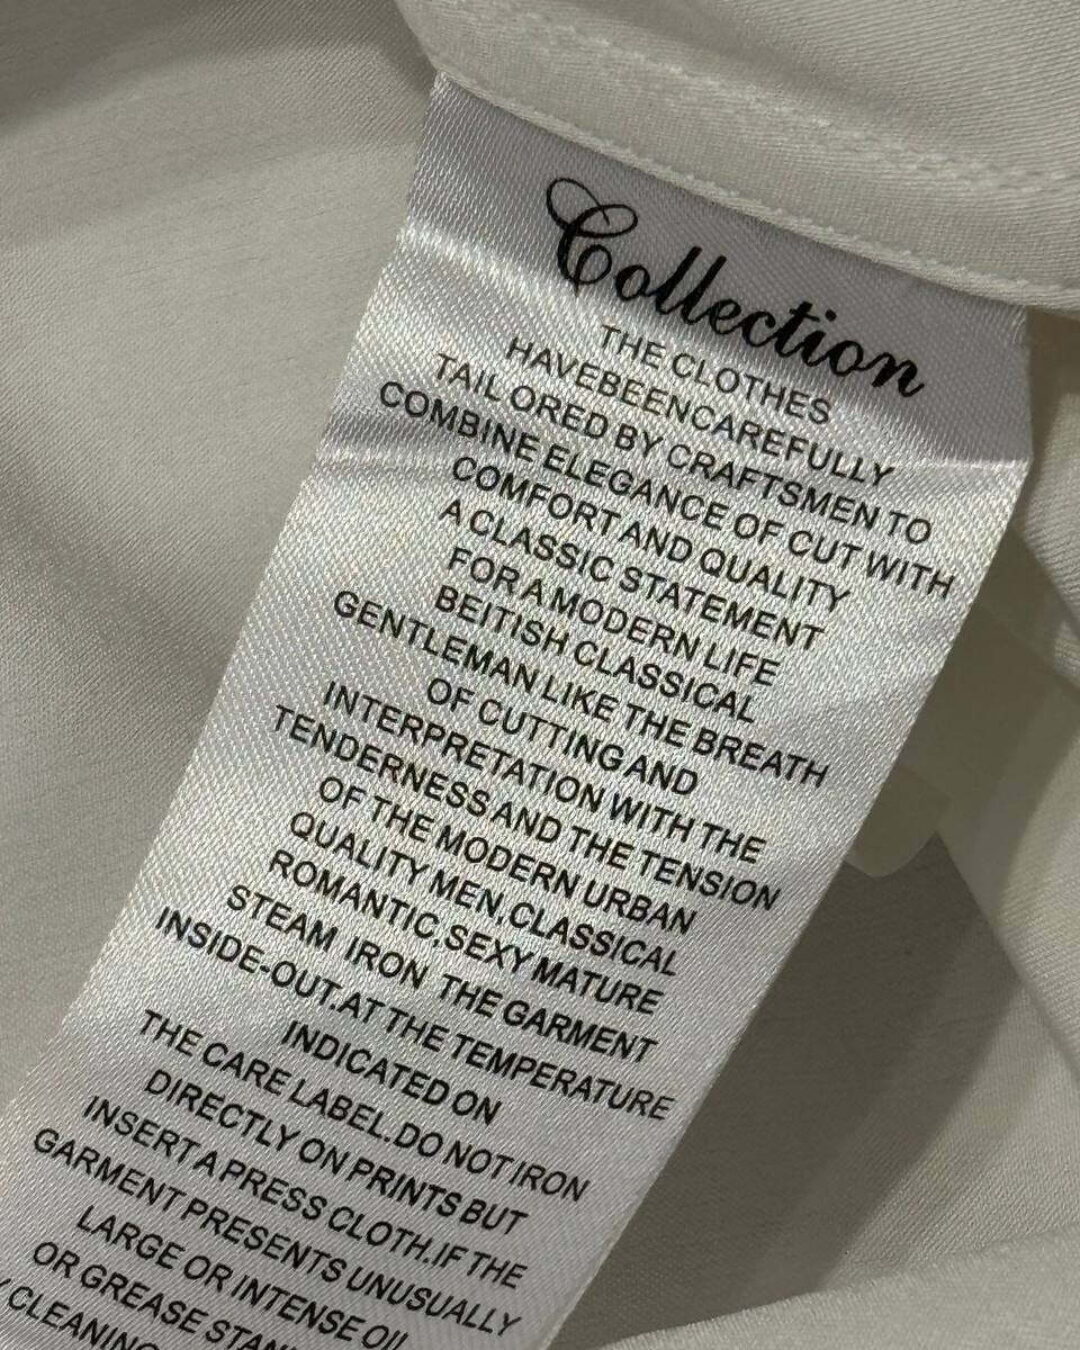 Collection
THE CLOTHES
HAVEBEENCAREFULLY
TAILORED BY CRAFTSMEN TO
COMBINE ELEGANCE OF CUT WITH
COMFORT AND QUALITY
A CLASSIC STATEMENT
FOR A MODERN LIFE
BEITISH CLASSICAL
GENTLEMAN LIKE THE BREATH
OF CUTTING AND
INTERPRETATION WITH THE
TENDERNESS AND THE TENSION
OF THE MODERN URBAN
QUALITY MEN,CLASSICAL
ROMANTIC,SEXY MATURE
STEAM IRON THE GARMENT
INSIDE-OUT.AT THE TEMPERATURE
INDICATED ON
THE CARE LABEL.DO NOT IRON
DIRECTLY ON PRINTS BUT
INSERT A PRESS CLOTH.IF THE
GARMENT PRESENTS UNUSUALLY
LARGE OR INTENSE
OR GREASE
CLEANING